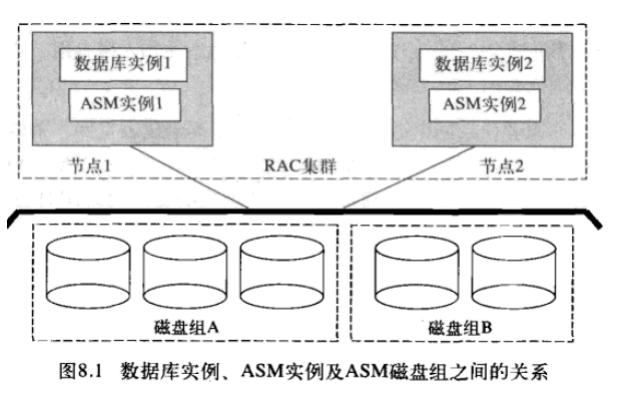 数据库实例1 数据库实例2
ASM实例1 ASM实例2
节点1 RAC集群 节点2
磁盘组A 磁盘组B
图8.1 数据库实例、ASM实例及ASM磁盘组之间的关系